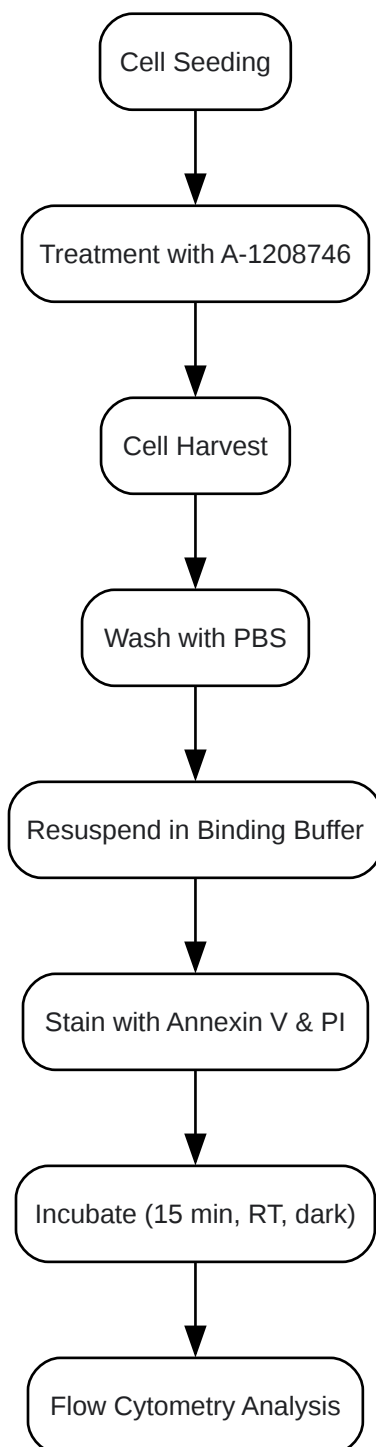 Cell Seeding
Treatment with A-1208746
Cell Harvest
Wash with PBS
Resuspend in Binding Buffer
Stain with Annexin V & PI
Incubate (15 min, RT, dark)
Flow Cytometry Analysis